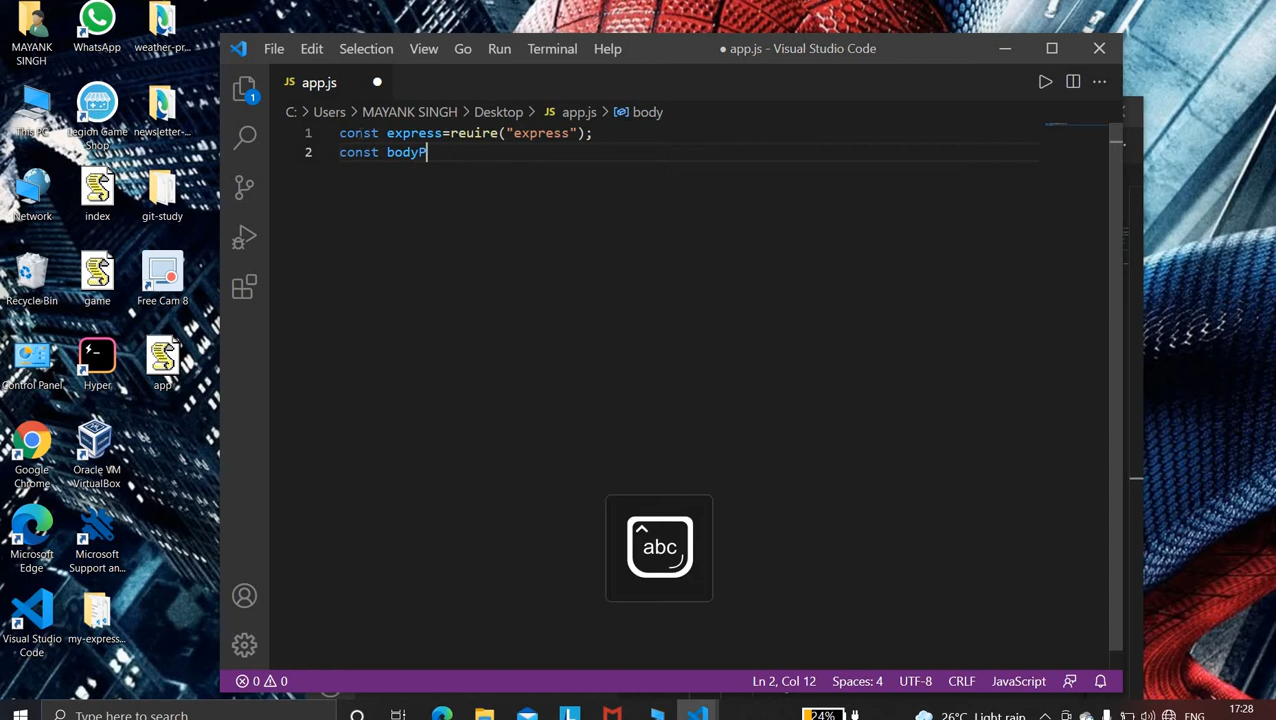 MAYANK
SINGH
WhatsApp
weather-pr...
File Edit Selection View Go Run Terminal Help
● app.js - Visual Studio Code
JS app.js
C: > Users > MAYANK SINGH > Desktop > JS app.js > body
1 const express=reuire("express");
2 const bodyP
1
This PC
Legion Game
Shop
newsletter-...
Network
index
git-study
Recycle Bin
game
Free Cam 8
Control Panel
Hyper
app
Google
Chrome
Oracle VM
VirtualBox
Microsoft
Edge
Microsoft
Support an...
Visual Studio
Code
my-express...
abc
0 0
Ln 2, Col 12 Spaces: 4 UTF-8 CRLF JavaScript
Type here to search
24%
26°C Light rain
ENG
17:28